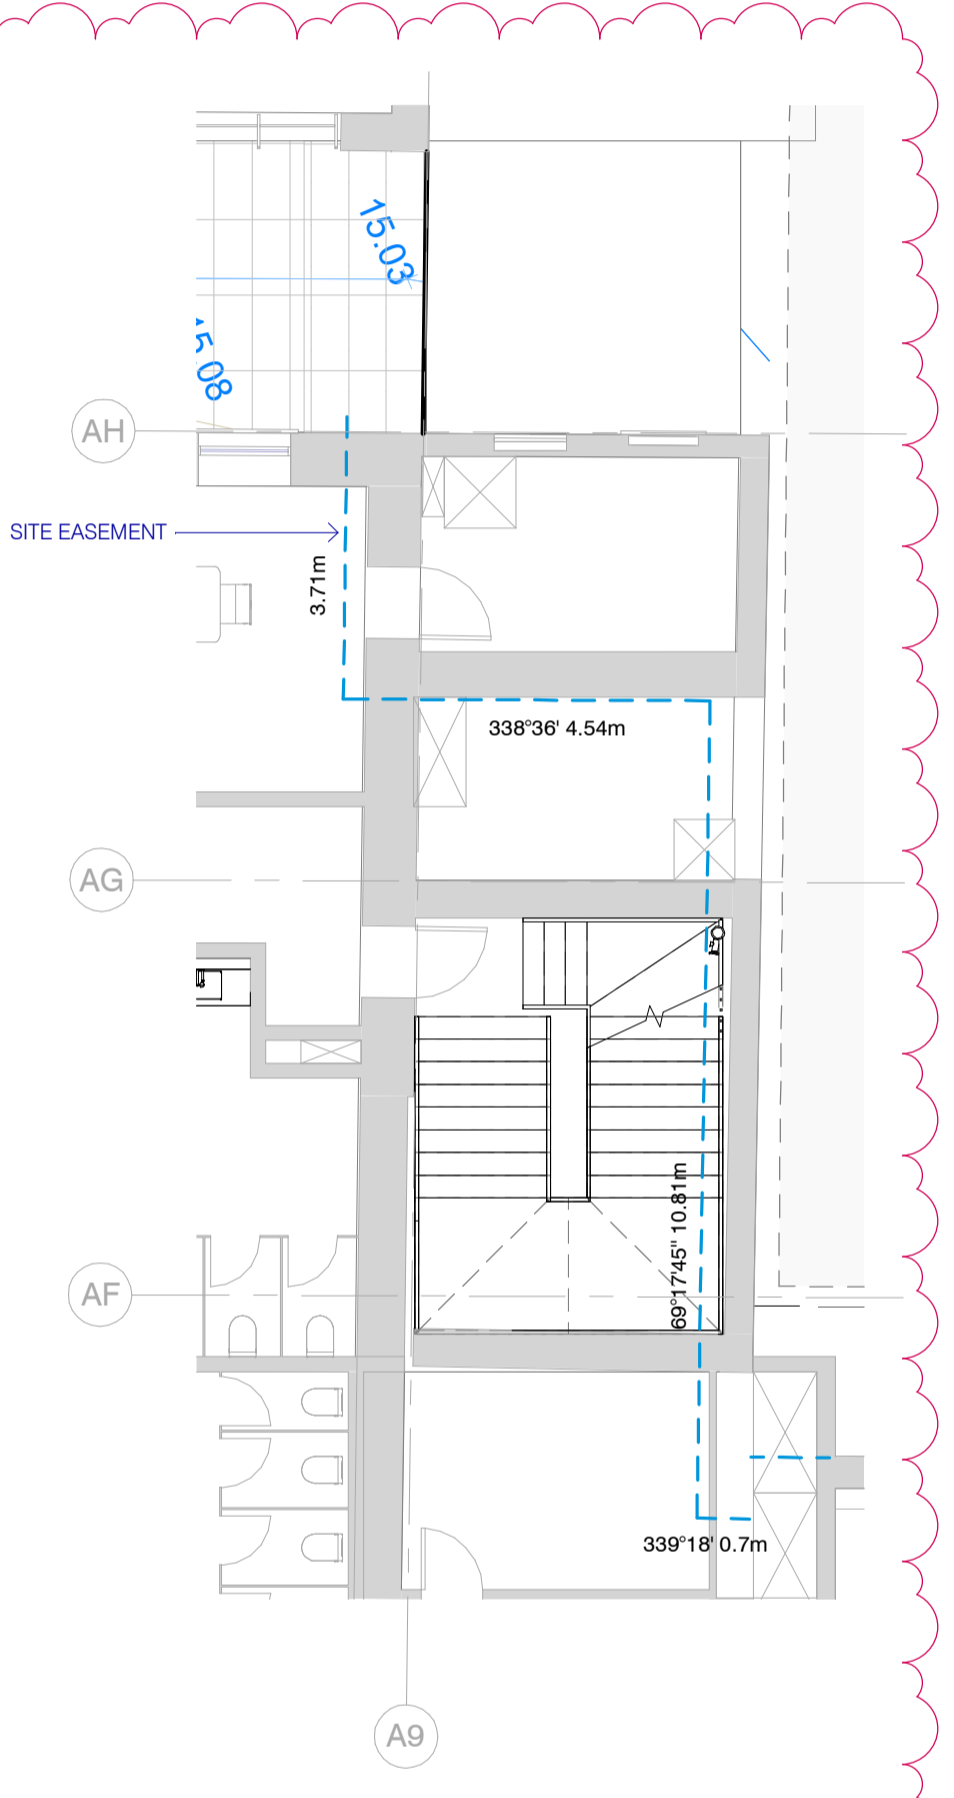 15.03
AH
SITE EASEMENT
3.71m
338°36' 4.54m
AG
69°17'45" 10.81m
AF
339°18' 0.7m
A9